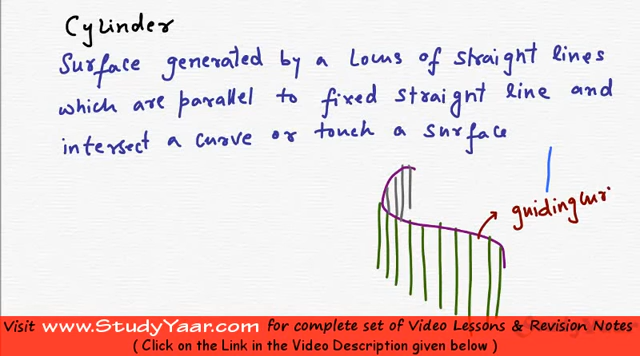 Cylinder
Surface generated by a Locus of straight lines
which are parallel to fixed straight line and
intersect a curve or touch a surface
guiding cur
Visit www.StudyYaar.com for complete set of Video Lessons & Revision Notes
( Click on the Link in the Video Description given below )